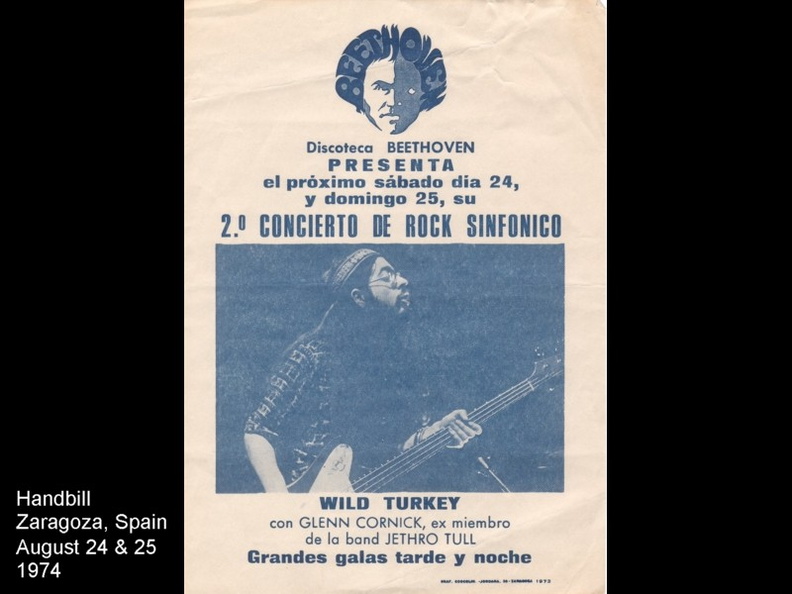 BEETHOVEN
Discoteca BEETHOVEN
PRESENTA
el próximo sábado dia 24,
y domingo 25, su
2.º CONCIERTO DE ROCK SINFONICO
WILD TURKEY
con GLENN CORNICK, ex miembro
de la band JETHRO TULL
Grandes galas tarde y noche
1973
Handbill
Zaragoza, Spain
August 24 & 25
1974